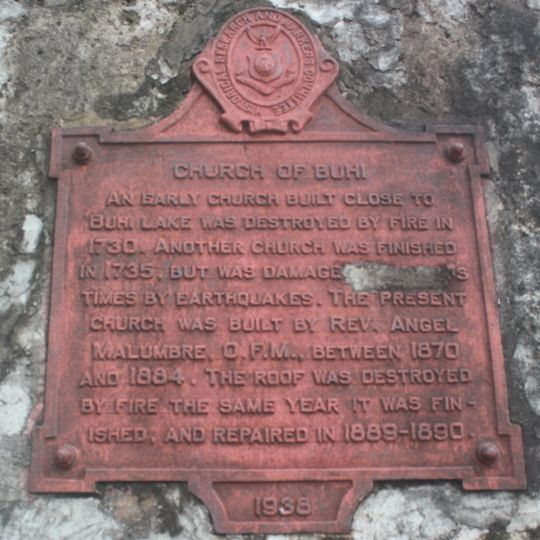 HISTORICAL RESEARCH AND MARKERS COMMITTEE
CHURCH OF BUHI
AN EARLY CHURCH BUILT CLOSE TO
BUHI LAKE WAS DESTROYED BY FIRE IN
1730. ANOTHER CHURCH WAS FINISHED
IN 1735, BUT WAS DAMAGE S
TIMES BY EARTHQUAKES. THE PRESENT
CHURCH WAS BUILT BY REV. ANGEL
MALUMBRE, O.F.M., BETWEEN 1870
AND 1884. THE ROOF WAS DESTROYED
BY FIRE THE SAME YEAR IT WAS FIN-
ISHED, AND REPAIRED IN 1889-1890.
1938